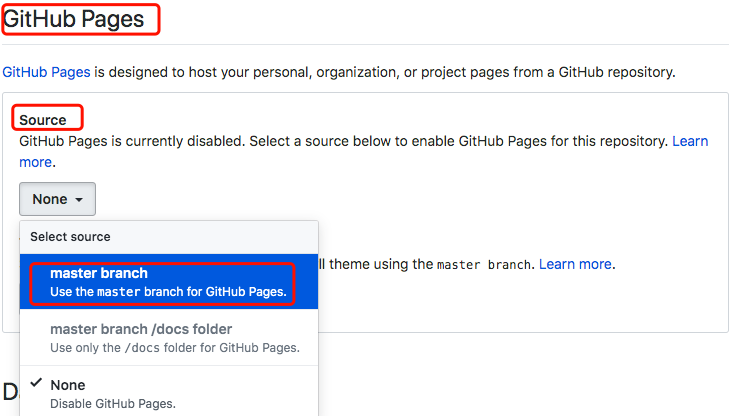 GitHub Pages
GitHub Pages is designed to host your personal, organization, or project pages from a GitHub repository.
Source
GitHub Pages is currently disabled. Select a source below to enable GitHub Pages for this repository. Learn
more.
None
Select source
master branch
Use the master branch for GitHub Pages.
ll theme using the master branch. Learn more.
master branch /docs folder
Use only the /docs folder for GitHub Pages.
None
Disable GitHub Pages.